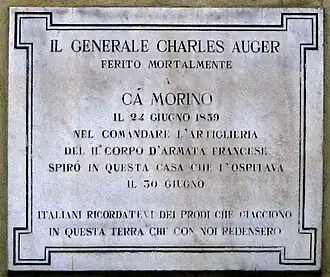 IL GENERALE CHARLES AUGER
FERITO MORTALMENTE
A
CÁ MORINO
IL 24 GIUGNO 1859
NEL COMANDARE L'ARTIGLIERIA
DEL II° CORPO D'ARMATA FRANCESE
SPIRÒ IN QUESTA CASA CHE L'OSPITAVA
IL 30 GIUGNO
ITALIANI RICORDATEVI DEI PRODI CHE GIACCIONO
IN QUESTA TERRA CHE CON NOI REDENSERO